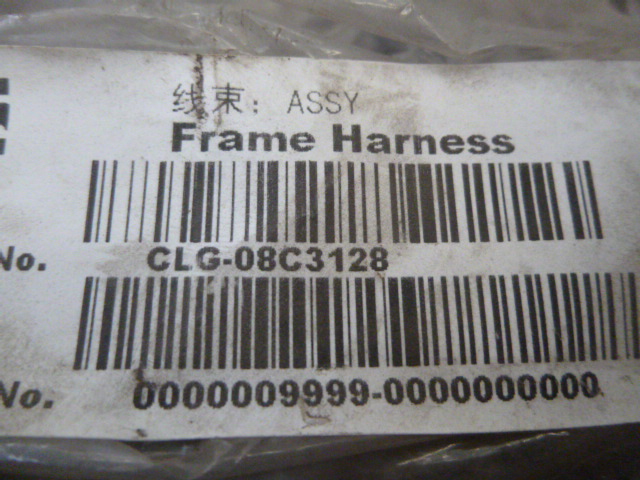 线束：ASSY
Frame Harness
No. CLG-08C3128
No. 0000009999-0000000000